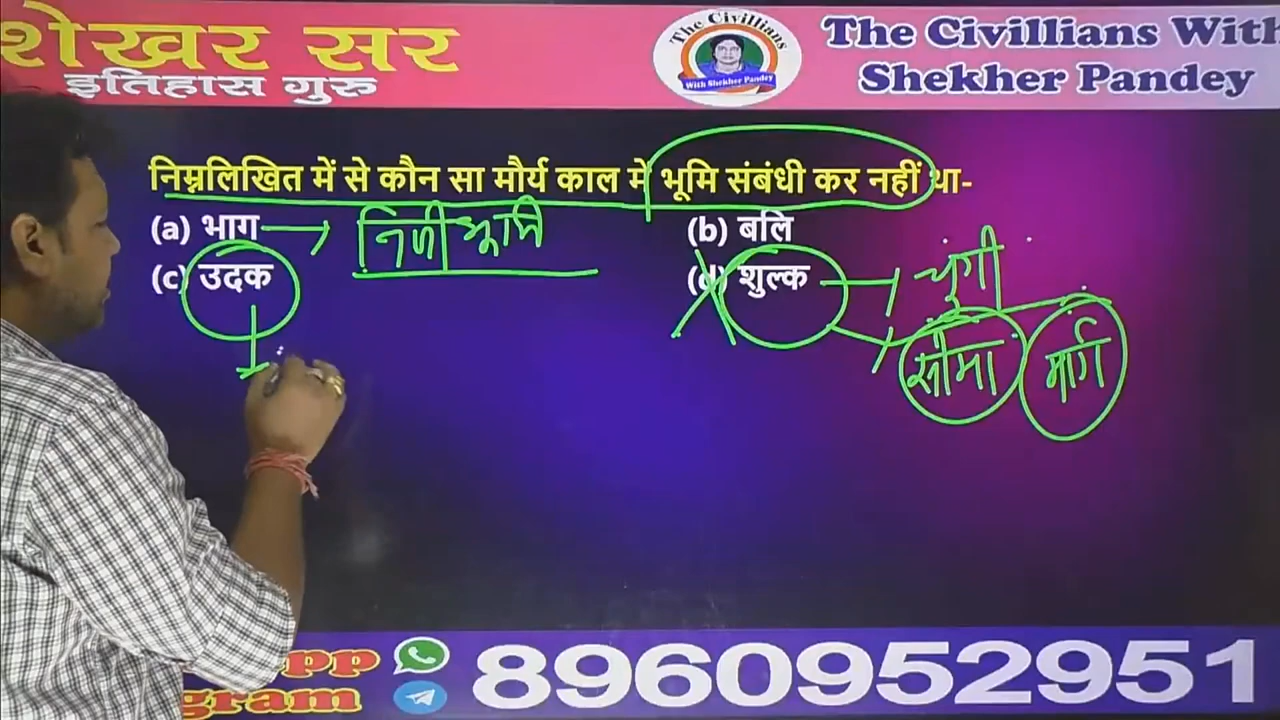 शेखर सर
इतिहास गुरु
The Civillians
With Shekher Pandey
The Civillians With
Shekher Pandey
निम्नलिखित में से कौन सा मौर्य काल में भूमि संबंधी कर नहीं था-
(a) भाग
निजी भूमि
(b) बलि
(c) उदक
(d) शुल्क
चुंगी
सीमा
मार्ग
8960952951